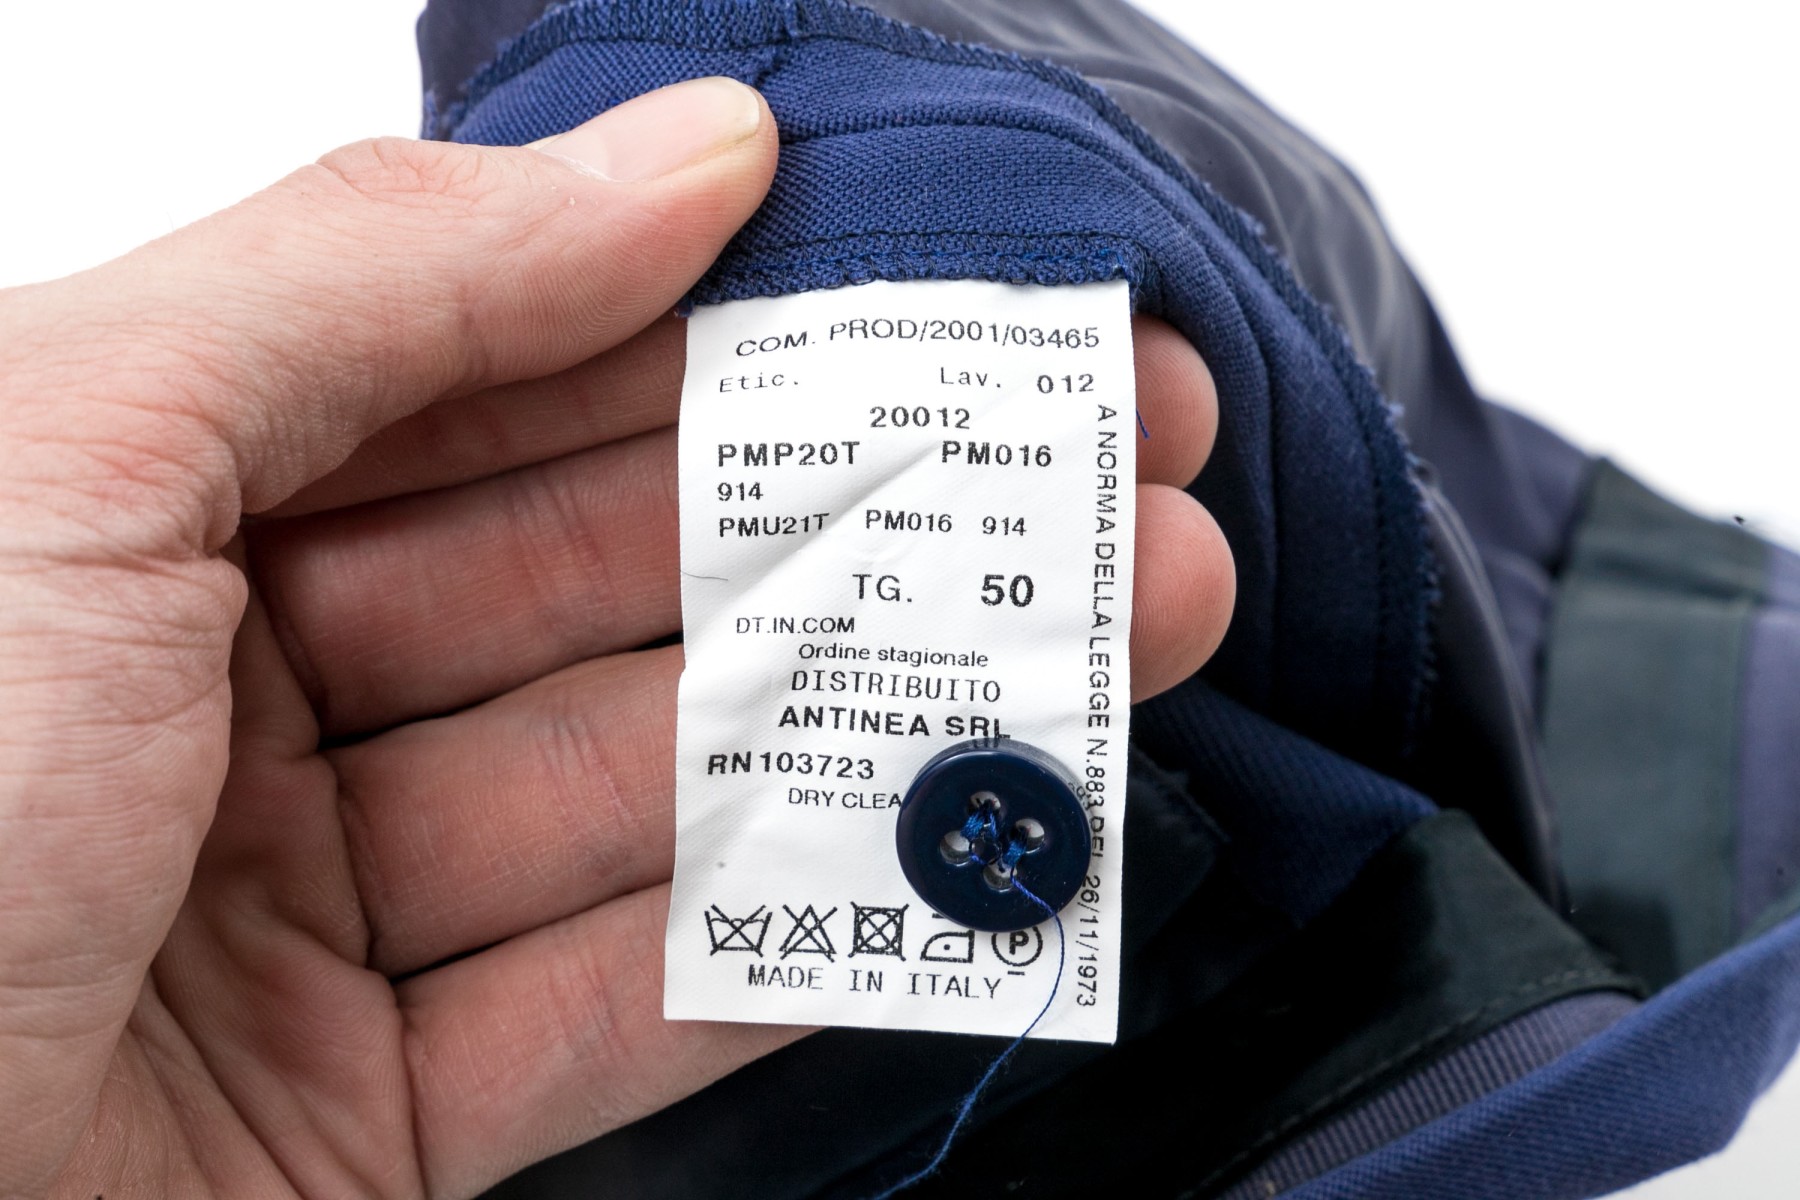 COM. PROD/2001/03465
Etic. Lav. 012
20012
PMP20T PM016
914
PMU21T PM016 914
TG. 50
DT.IN.COM
Ordine stagionale
DISTRIBUITO
ANTINEA SRL
RN103723
DRY CLEA
P
MADE IN ITALY
A NORMA DELLA LEGGE N.883 DEL 26/11/1973